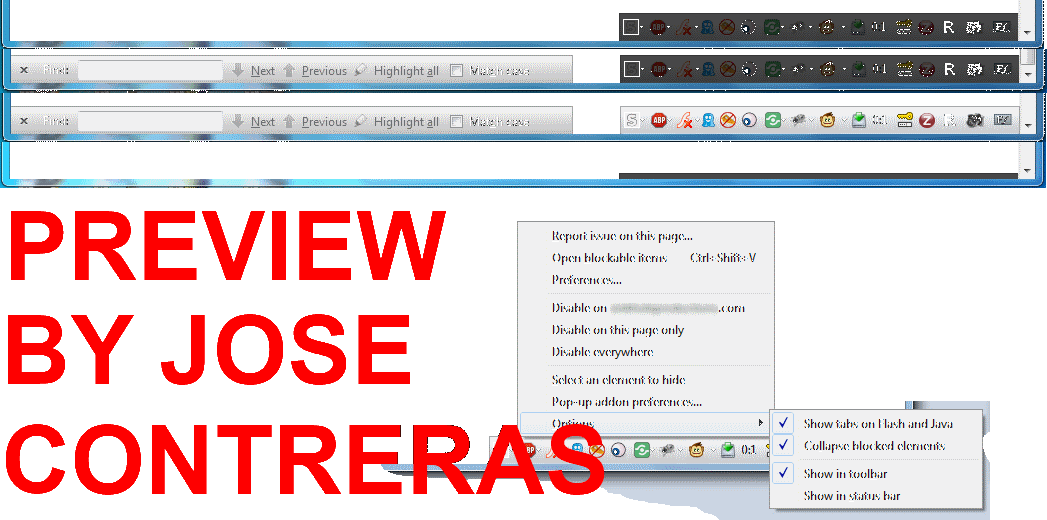 ABP 0:1 R
× Find: Next Previous Highlight all Match case ABP 0:1 R
× Find: Next Previous Highlight all Match case S ABP Z
PREVIEW
BY JOSE
CONTRERAS
Report issue on this page...
Open blockable items Ctrl+Shift+V
Preferences...
Disable on .com
Disable on this page only
Disable everywhere
Select an element to hide
Pop-up addon preferences...
Options
Show tabs on Flash and Java
Collapse blocked elements
Show in toolbar
Show in status bar
ABP 0:1